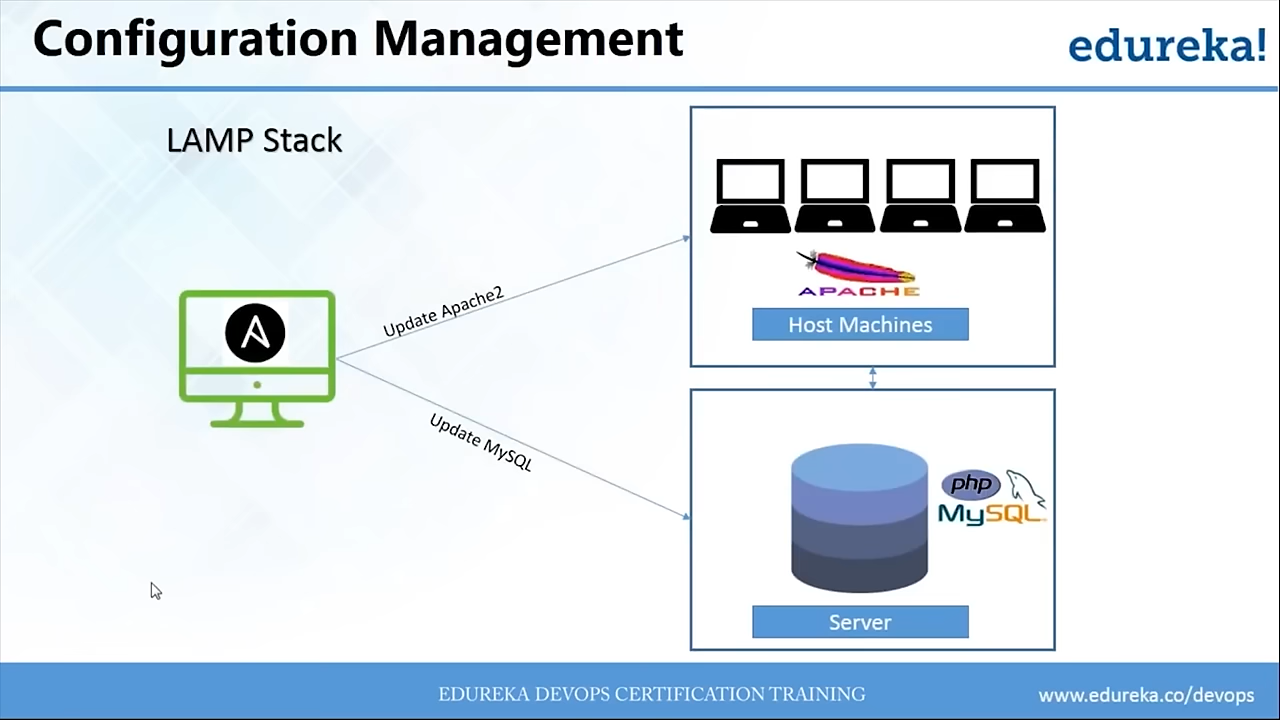 Configuration Management
edureka!
LAMP Stack
Update Apache2
Update MySQL
APACHE
Host Machines
php
MySQL
Server
EDUREKA DEVOPS CERTIFICATION TRAINING
www.edureka.co/devops